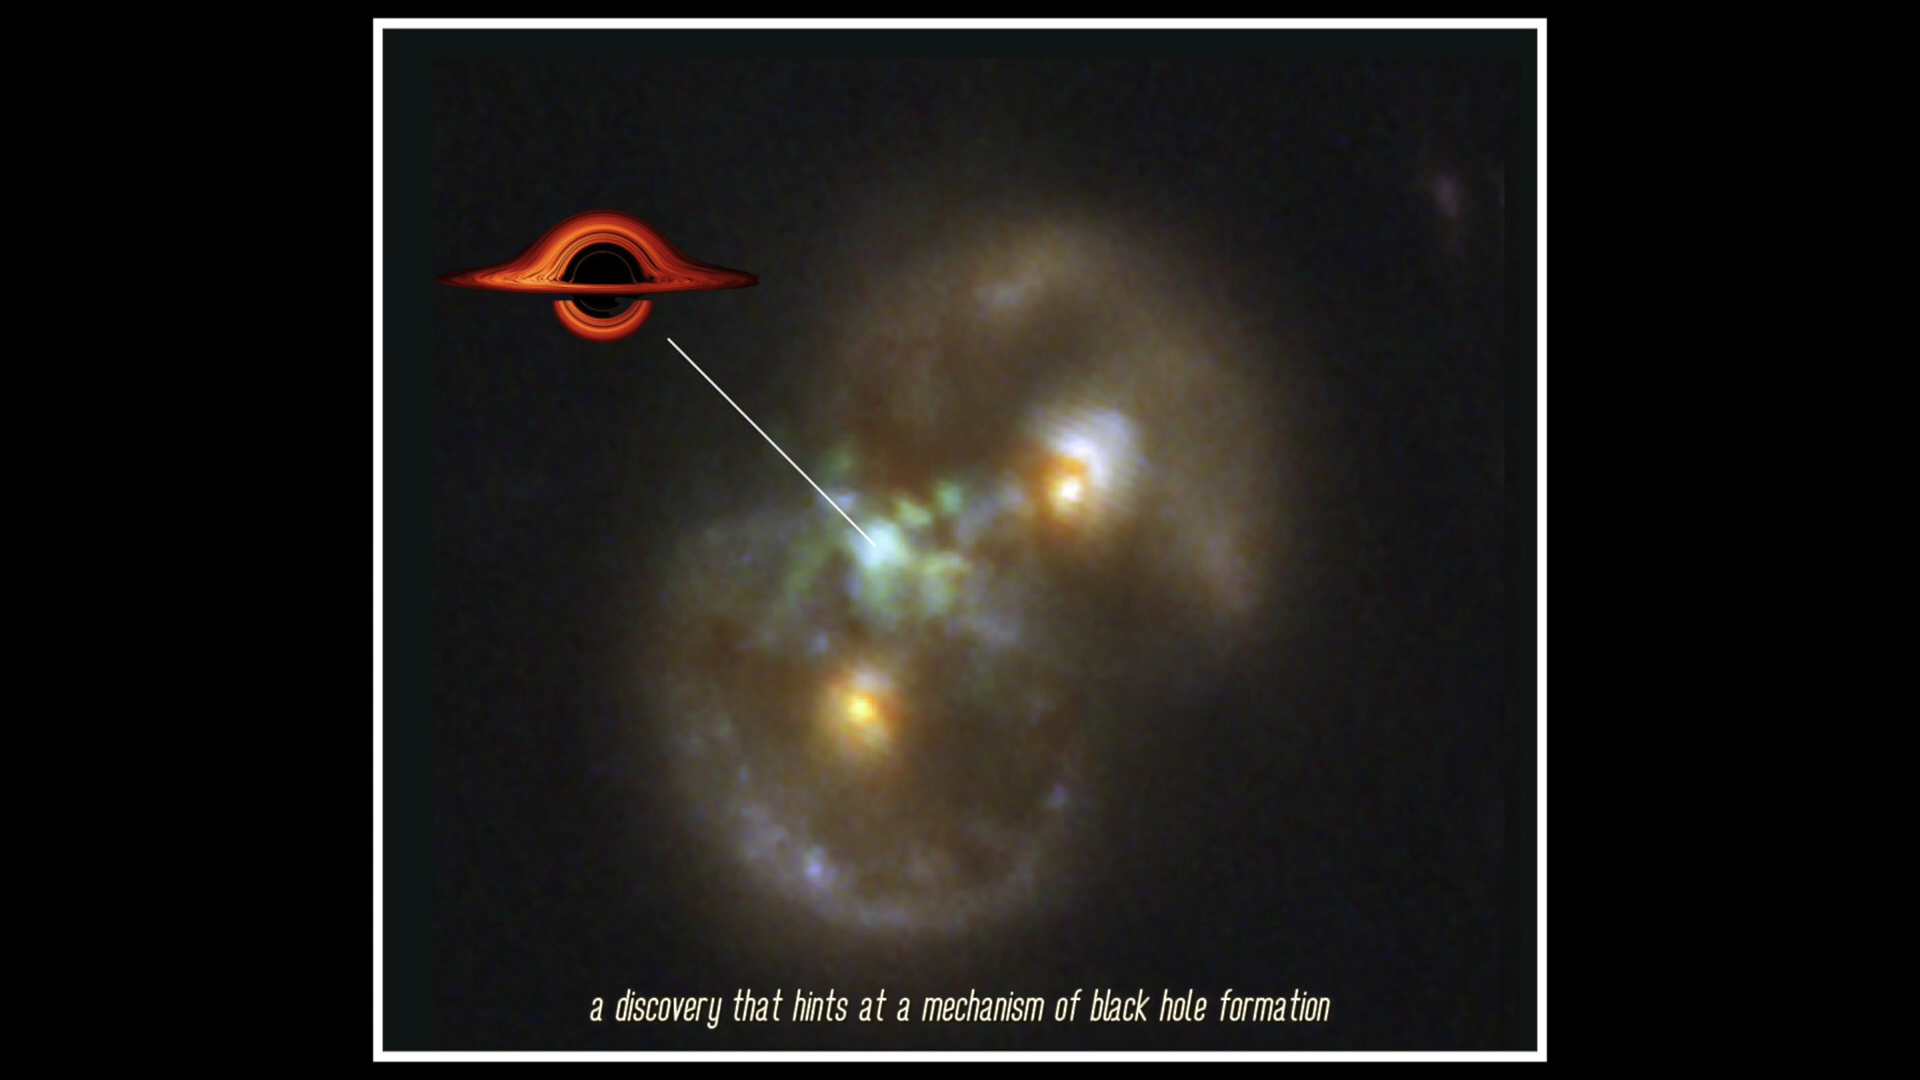 a discovery that hints at a mechanism of black hole formation